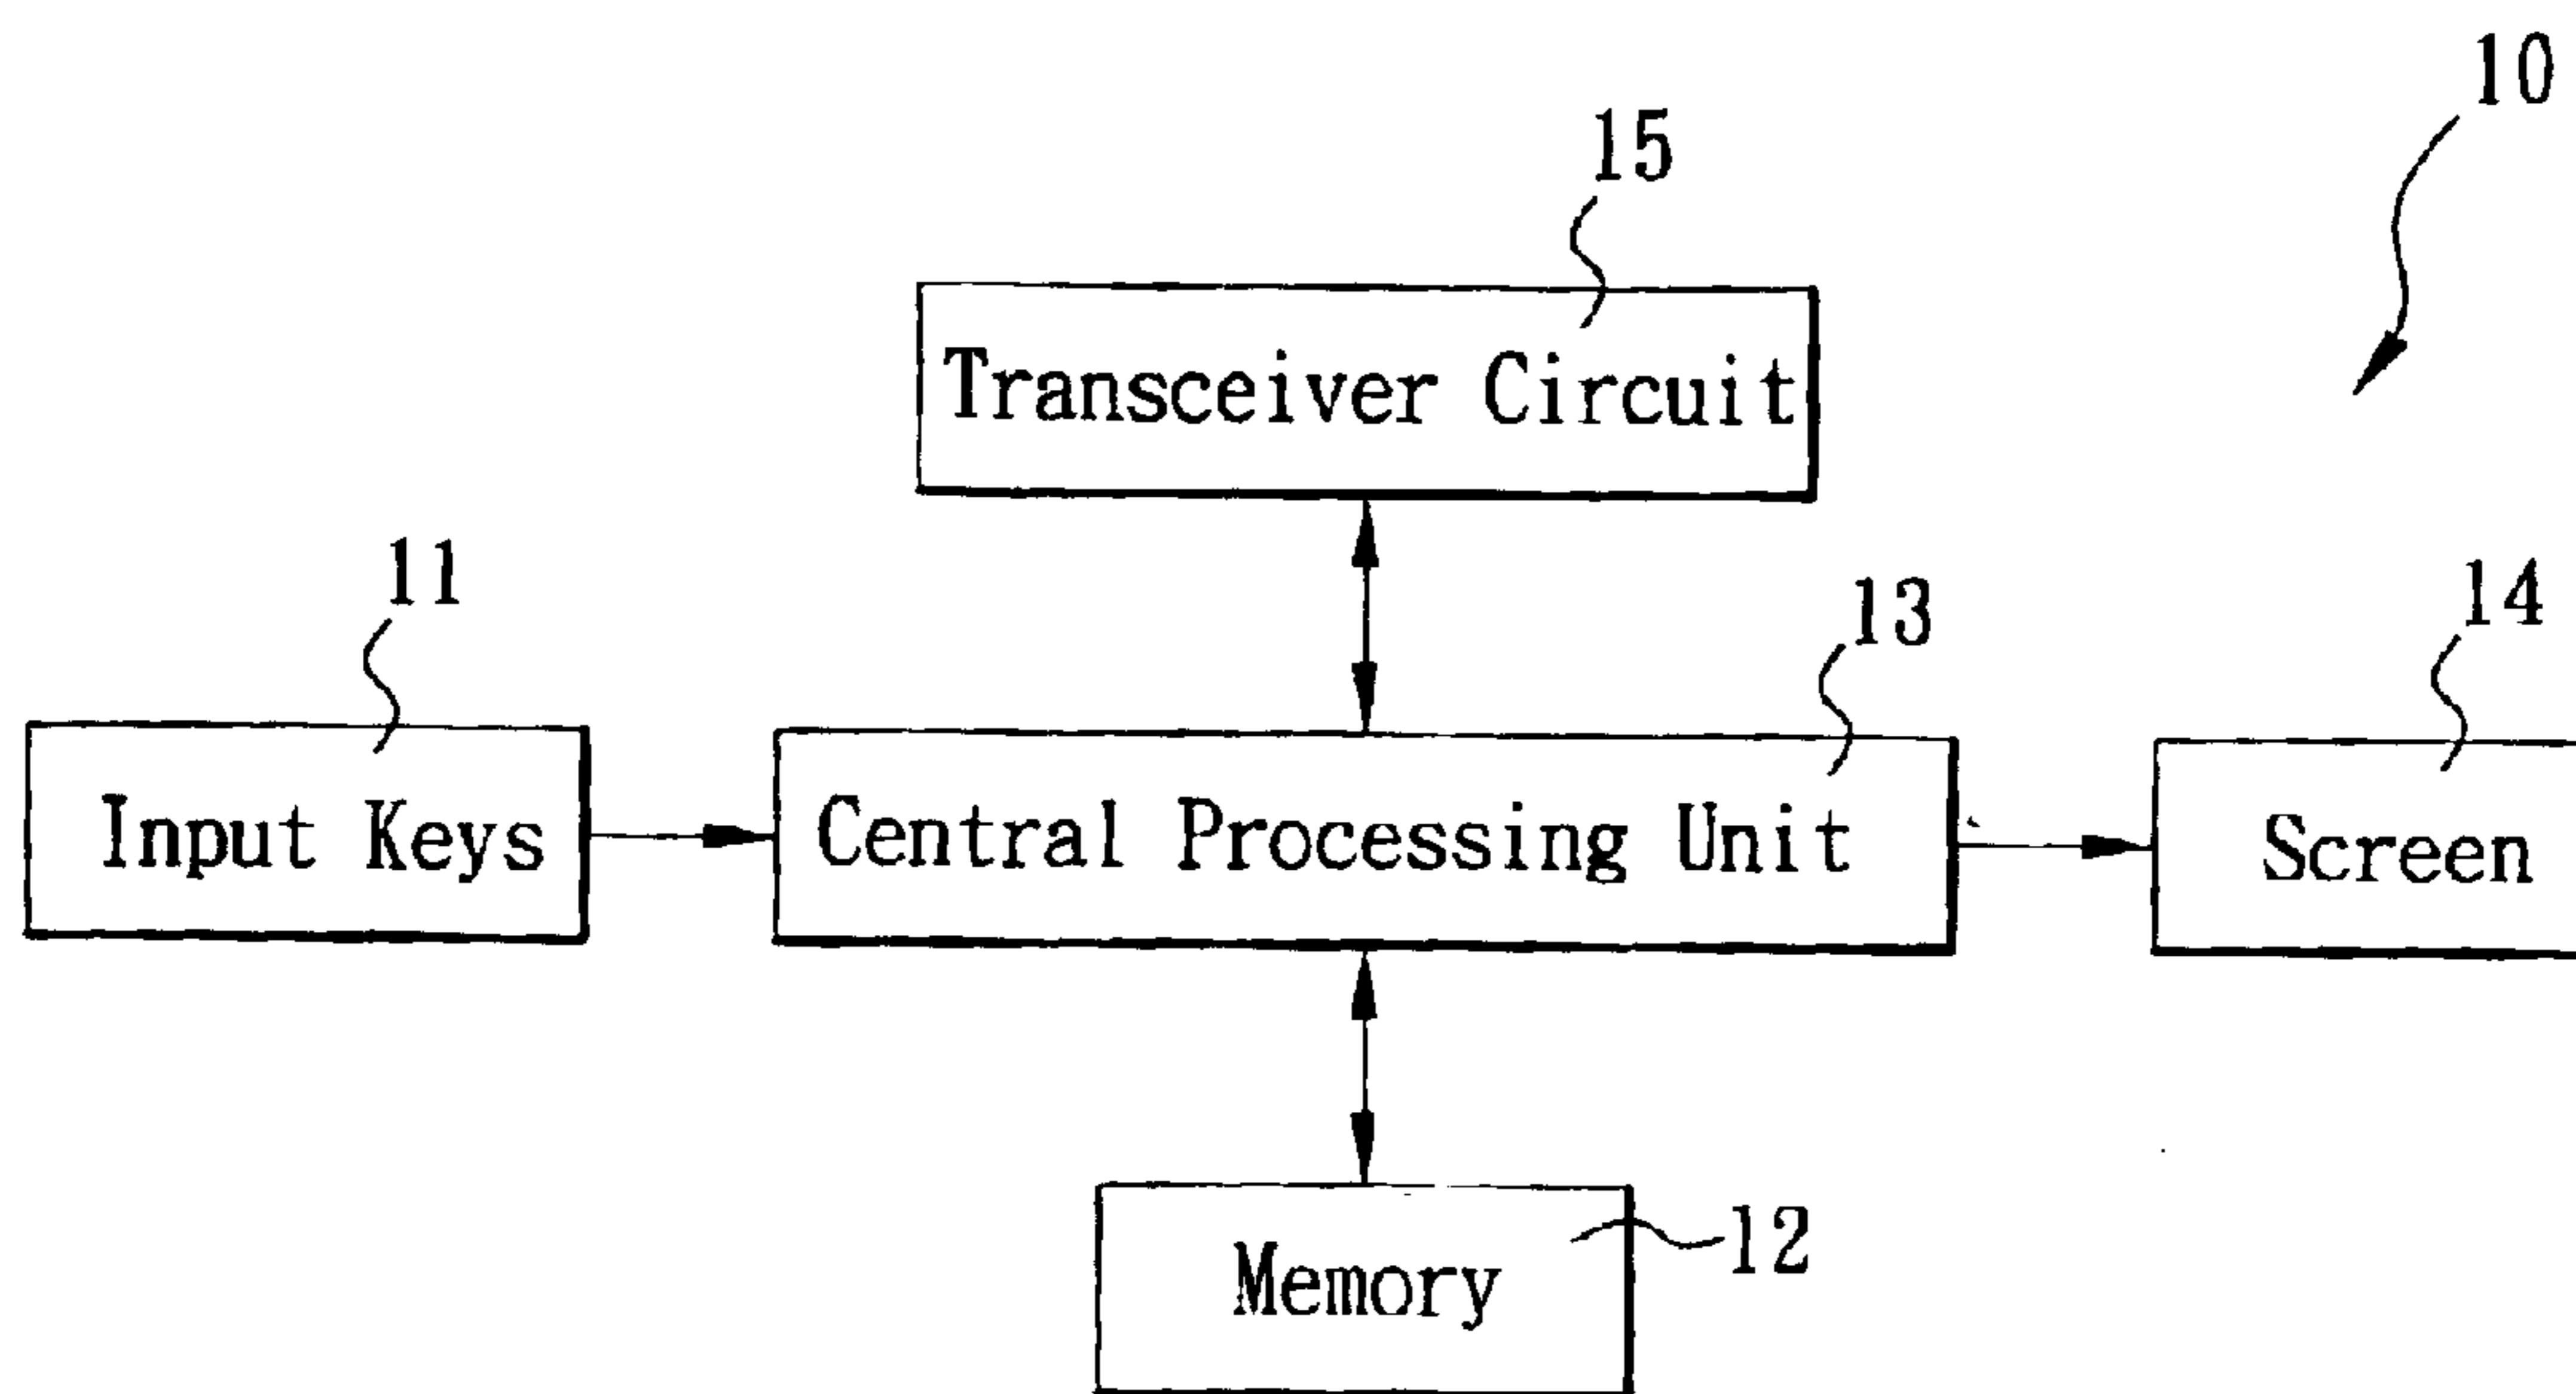 10
15
Transceiver Circuit
11
13
14
Input Keys
Central Processing Unit
Screen
12
Memory